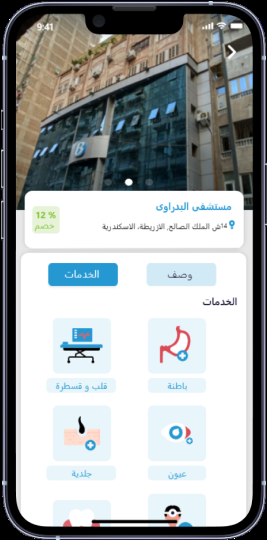 9:41
مستشفى البدراوى
14ش الملك الصالح, الازريطة, الاسكندرية
12 %
خصم
وصف
الخدمات
الخدمات
باطنة
قلب و قسطرة
عيون
جلدية